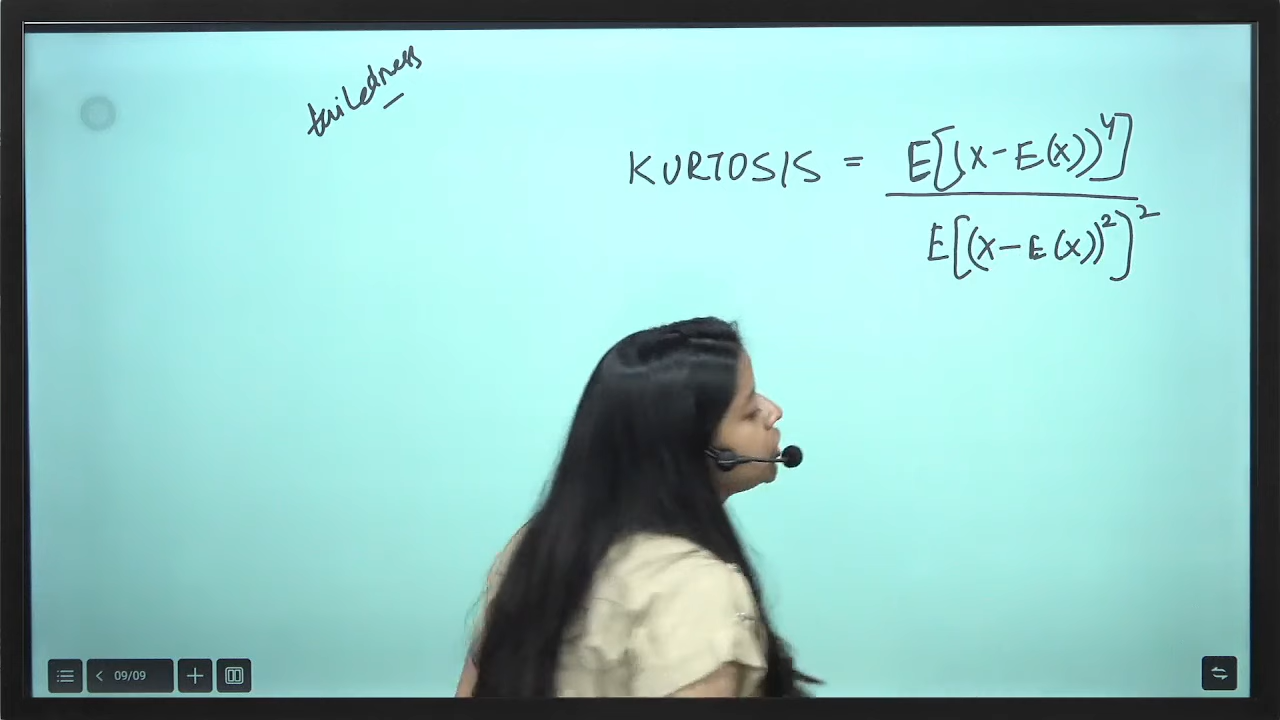 tailedness
KURTOSIS = E[(x-E(x))^4]
E[(x-E(x))^2]^2
09/09